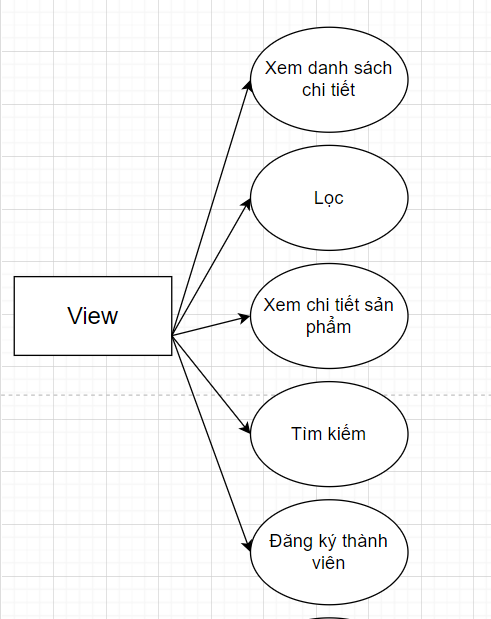 Xem danh sách
chi tiết
Lọc
View
Xem chi tiết sản
phẩm
Tìm kiếm
Đăng ký thành
viên